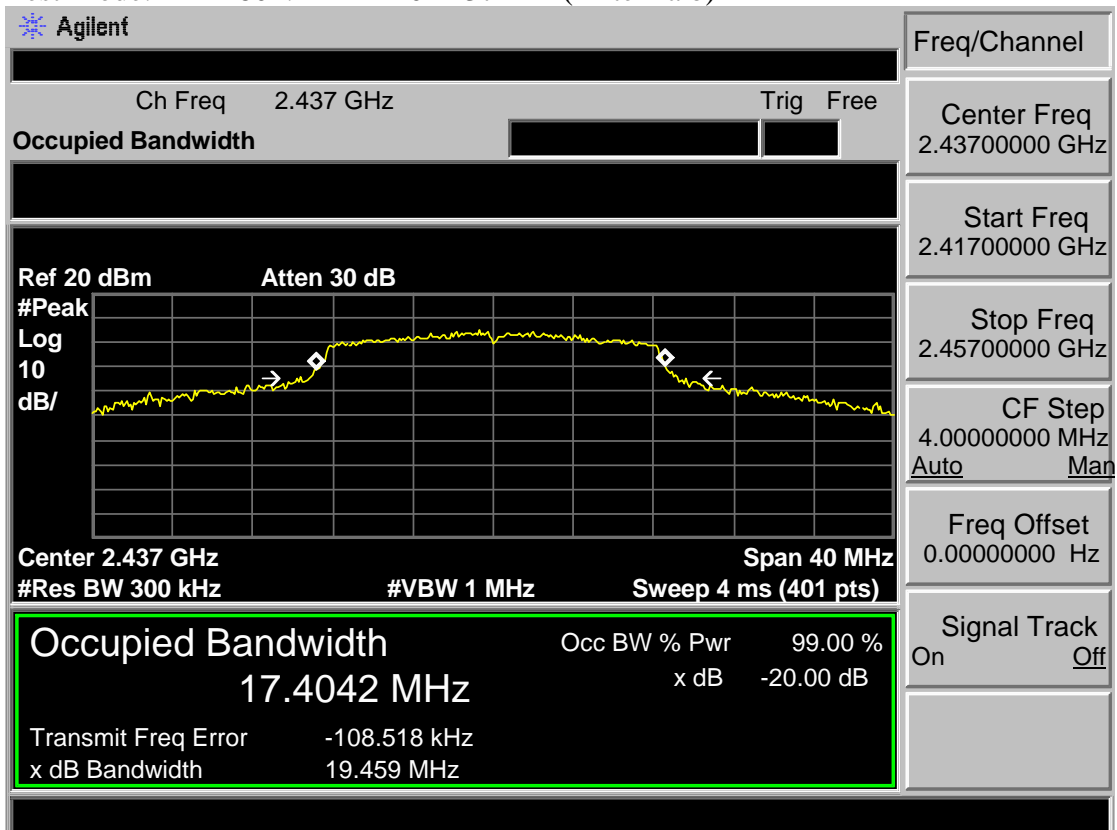 Agilent
Freq/Channel
Ch Freq 2.437 GHz Trig Free
Occupied Bandwidth
Center Freq
2.43700000 GHz
Start Freq
2.41700000 GHz
Stop Freq
2.45700000 GHz
CF Step
4.00000000 MHz
Auto Man
Freq Offset
0.00000000 Hz
Signal Track
On Off
Ref 20 dBm Atten 30 dB
#Peak
Log
10
dB/
Center 2.437 GHz Span 40 MHz
#Res BW 300 kHz #VBW 1 MHz Sweep 4 ms (401 pts)
Occupied Bandwidth Occ BW % Pwr 99.00 %
17.4042 MHz x dB -20.00 dB
Transmit Freq Error -108.518 kHz
x dB Bandwidth 19.459 MHz